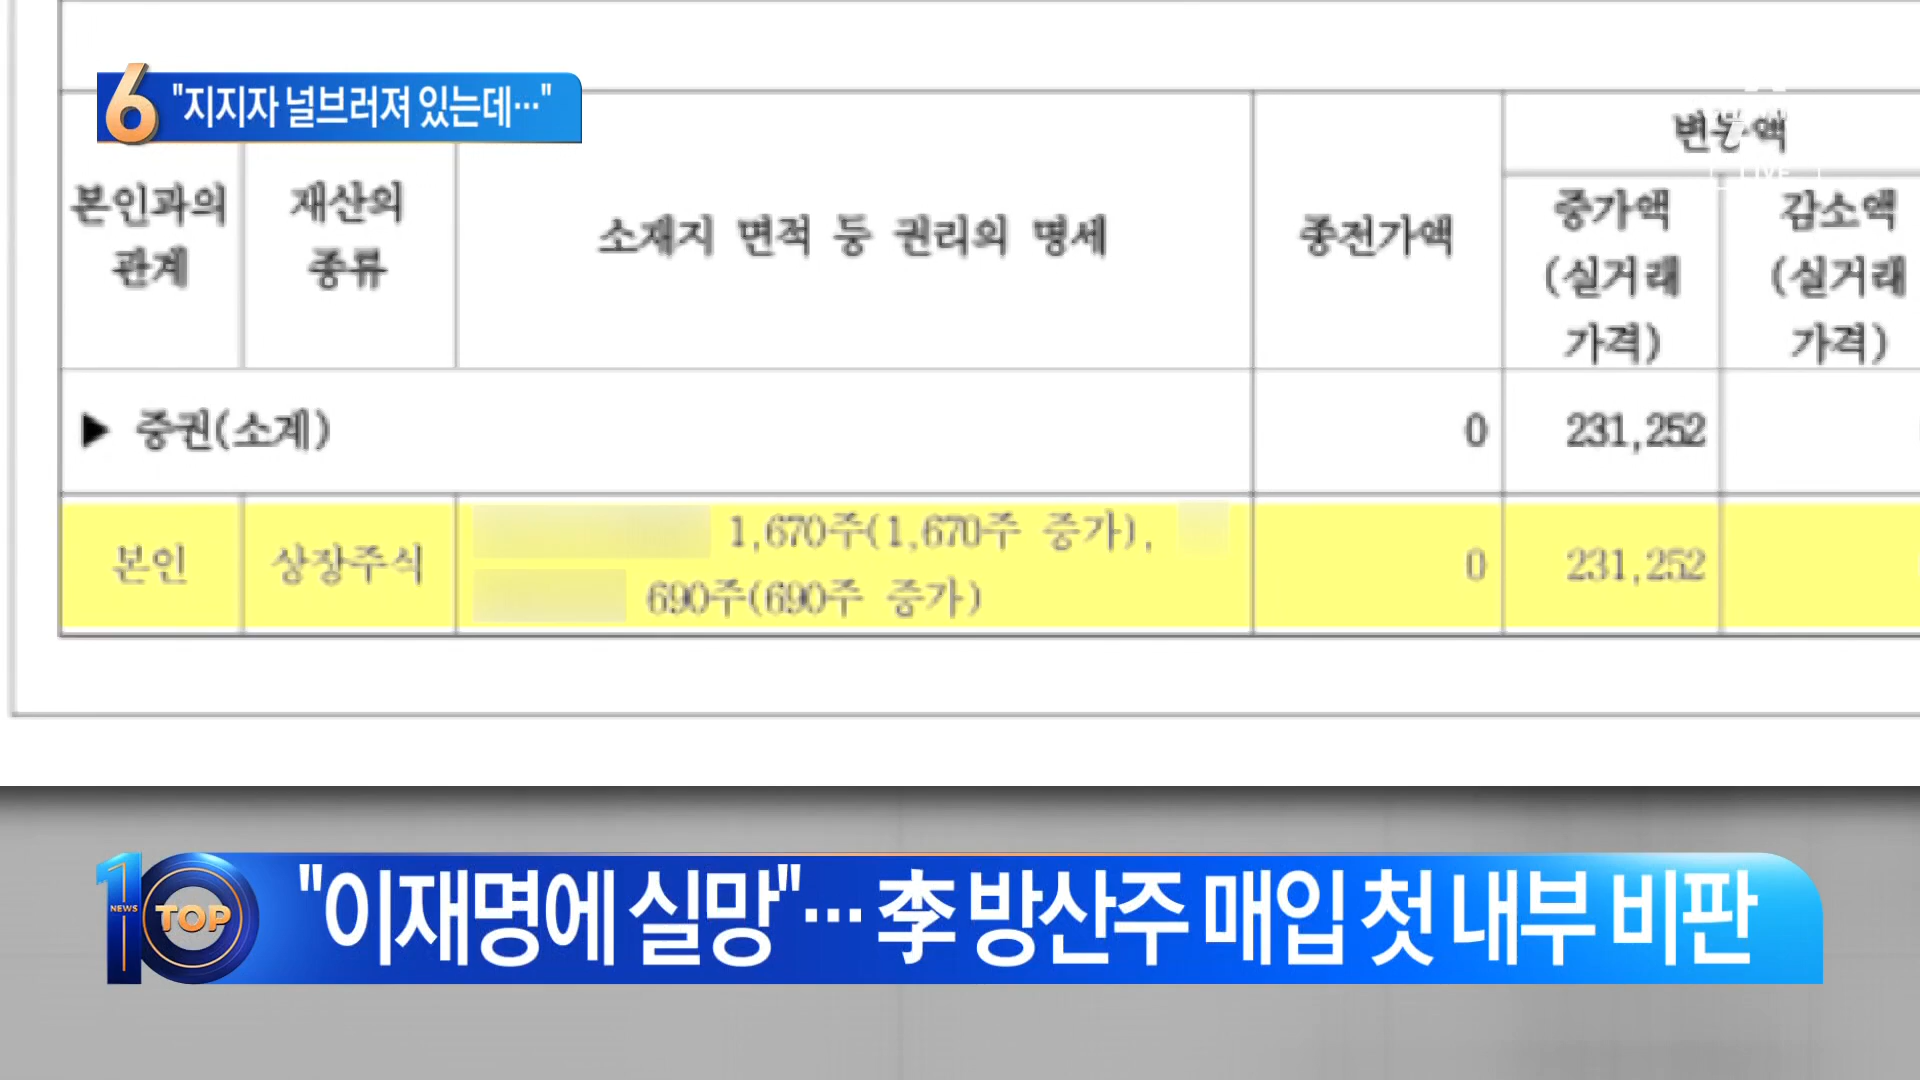 6 "지지자 널브러져 있는데…"
본인과의
관계
재산의
종류
소재지 면적 등 권리의 명세
종전가액
변동액
LIVE
증가액
(실거래
가격)
감소액
(실거래
가격)
▶ 증권(소계)
0
231,252
본인
상장주식
1,670주(1,670주 증가),
690주(690주 증가)
0
231,252
10 NEWS TOP
"이재명에 실망"… 李 방산주 매입 첫 내부 비판